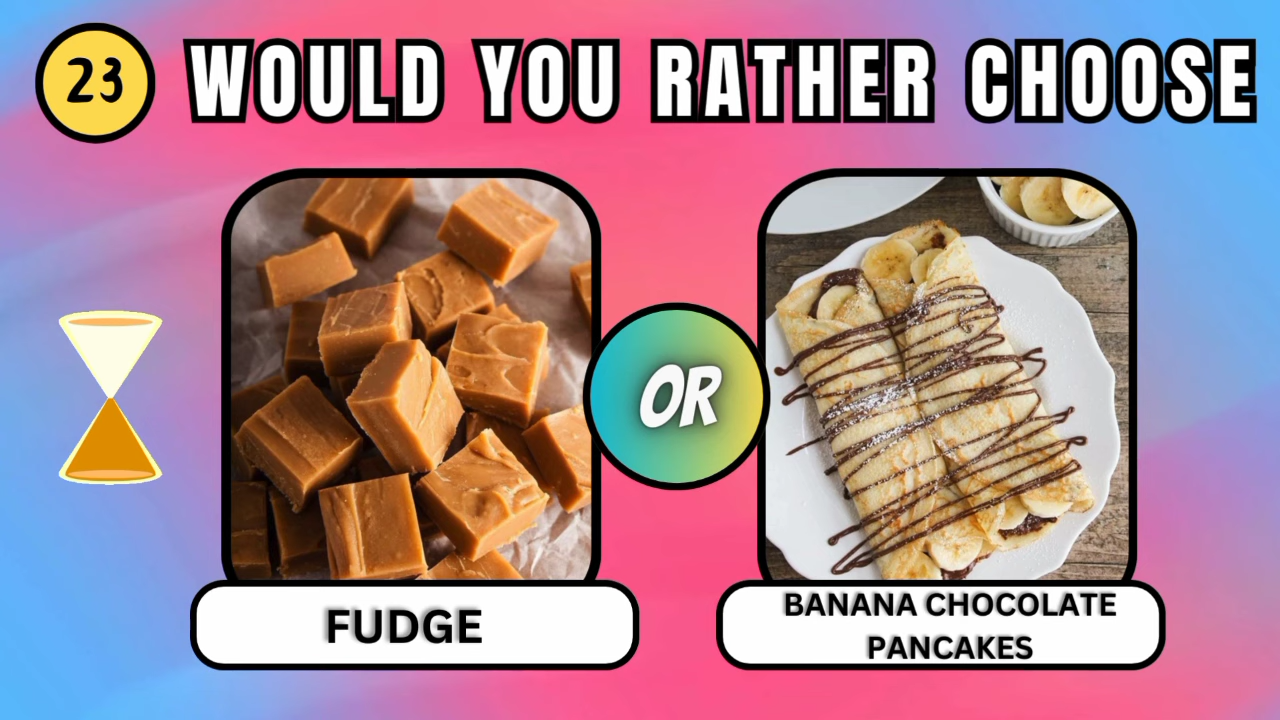 23 WOULD YOU RATHER CHOOSE
OR
FUDGE
BANANA CHOCOLATE
PANCAKES